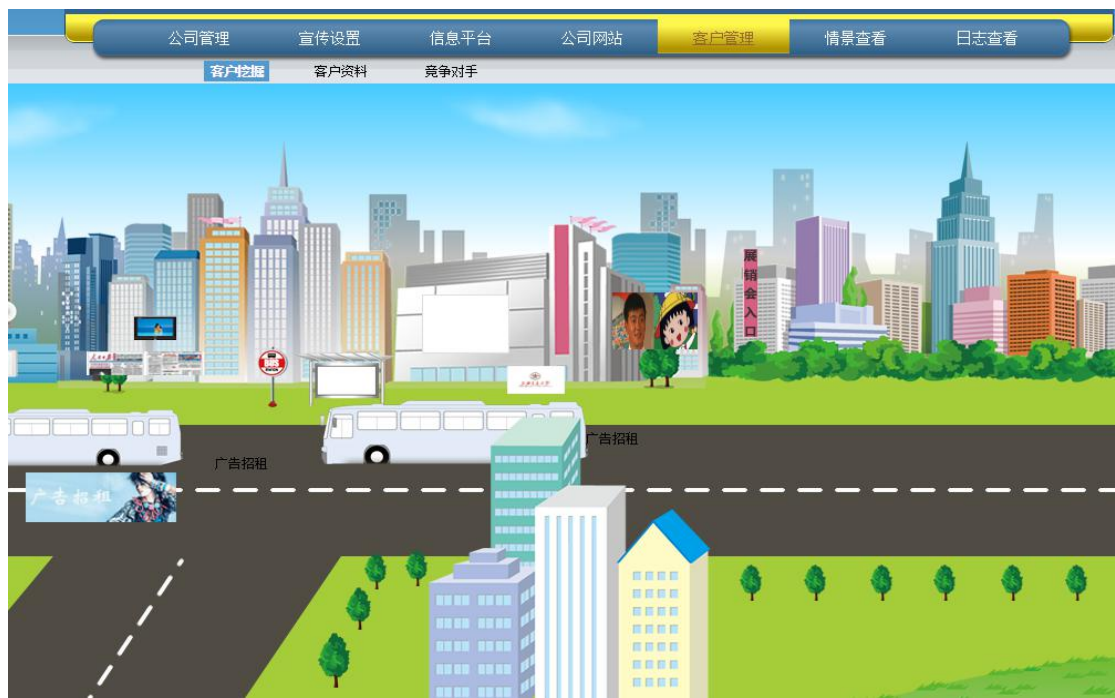 公司管理 宣传设置 信息平台 公司网站 客户管理 情景查看 日志查看
客户挖掘 客户资料 竞争对手
展
销
会
入
口
BUS
广告招租
广告招租
广告招租